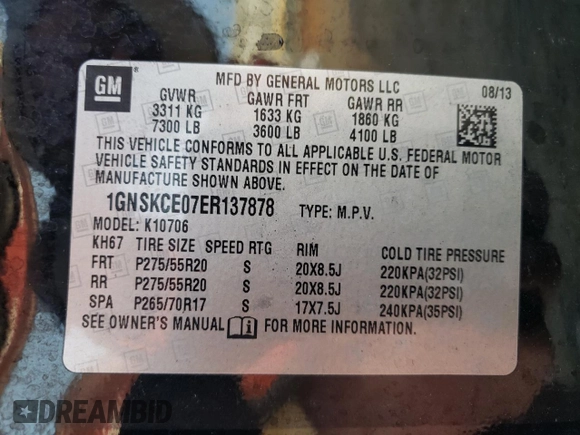 GM
MFD BY GENERAL MOTORS LLC
08/13
GVWR GAWR FRT GAWR RR
3311 KG 1633 KG 1860 KG
7300 LB 3600 LB 4100 LB
THIS VEHICLE CONFORMS TO ALL APPLICABLE U.S. FEDERAL MOTOR
VEHICLE SAFETY STANDARDS IN EFFECT ON THE DATE OF
MANUFACTURE SHOWN ABOVE.
1GNSKCE07ER137878 TYPE: M.P.V.
MODEL: K10706
KH67 TIRE SIZE SPEED RTG RIM COLD TIRE PRESSURE
FRT P275/55R20 S 20X8.5J 220KPA(32PSI)
RR P275/55R20 S 20X8.5J 220KPA(32PSI)
SPA P265/70R17 S 17X7.5J 240KPA(35PSI)
SEE OWNER'S MANUAL FOR MORE INFORMATION.
DREAMBID